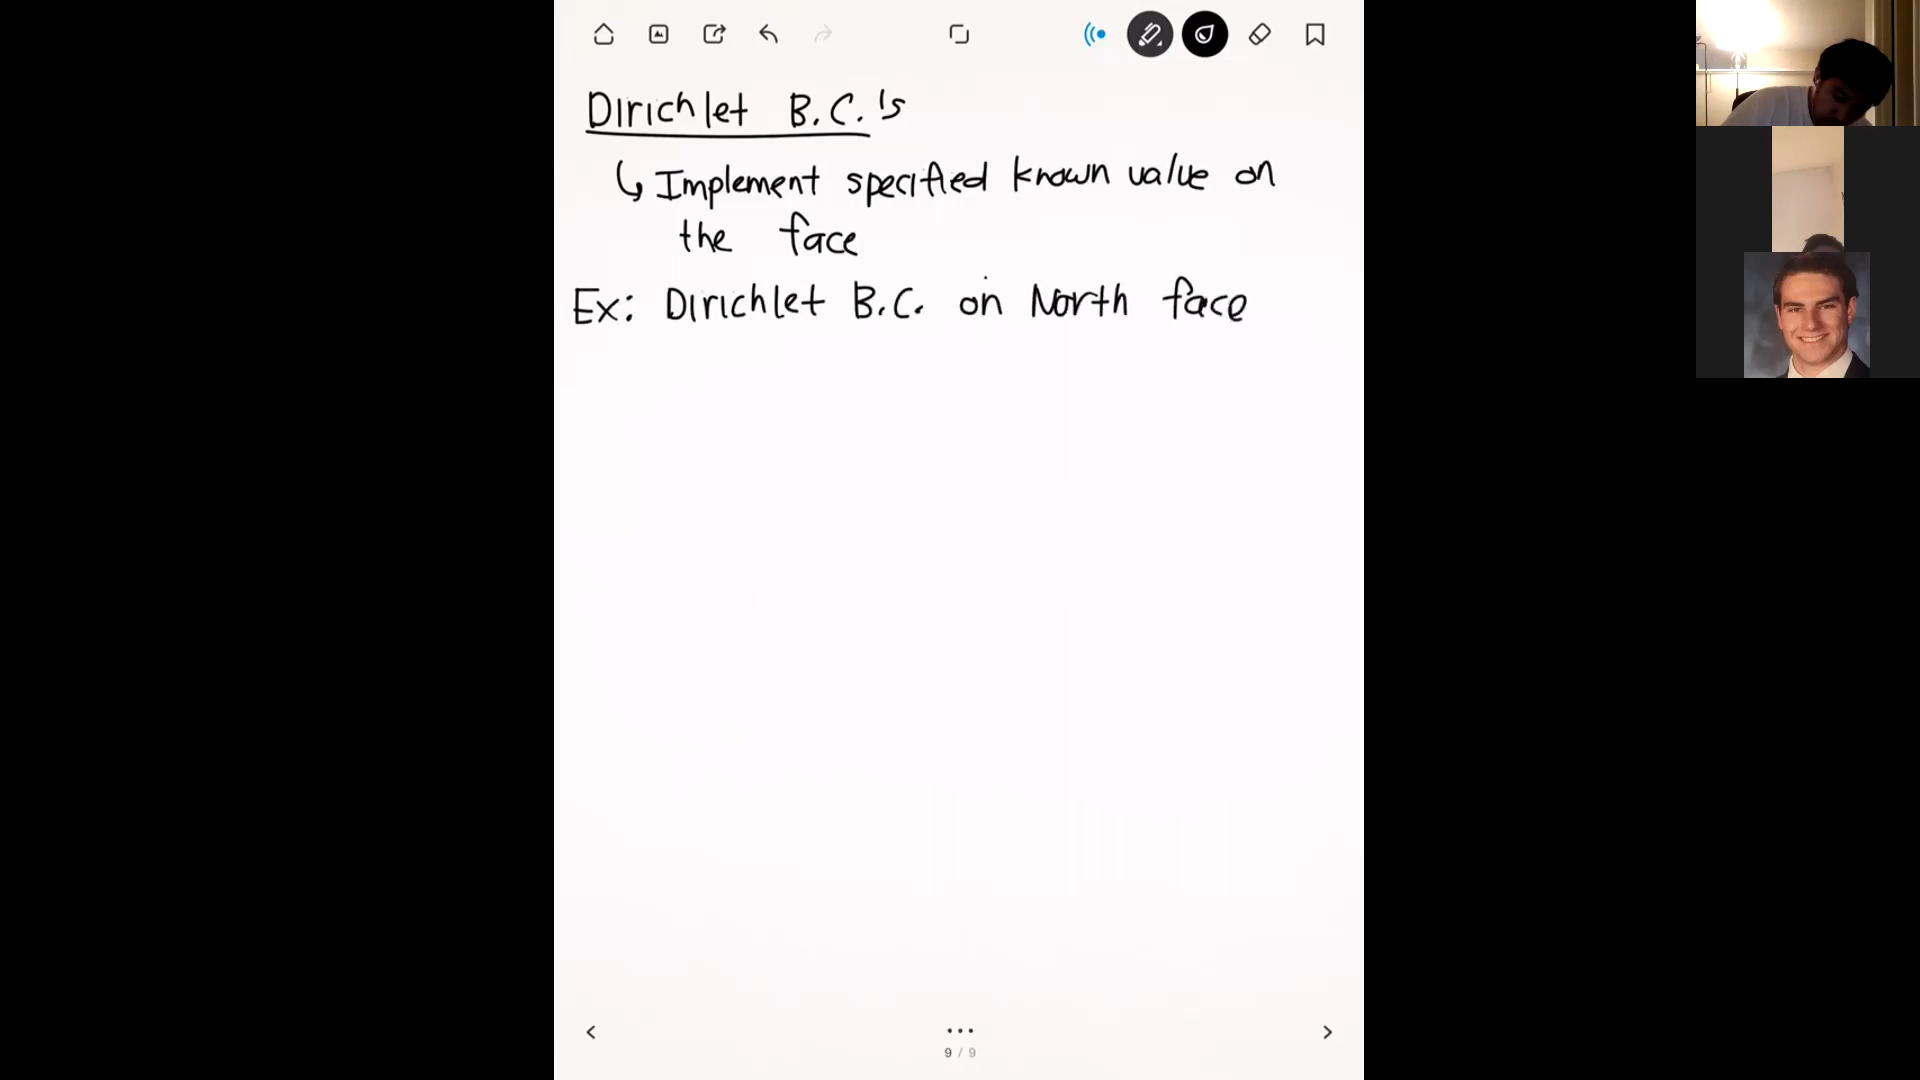 Dirichlet B.C.'s
↳ Implement specified known value on
the face
Ex: Dirichlet B.C. on North face
9 / 9